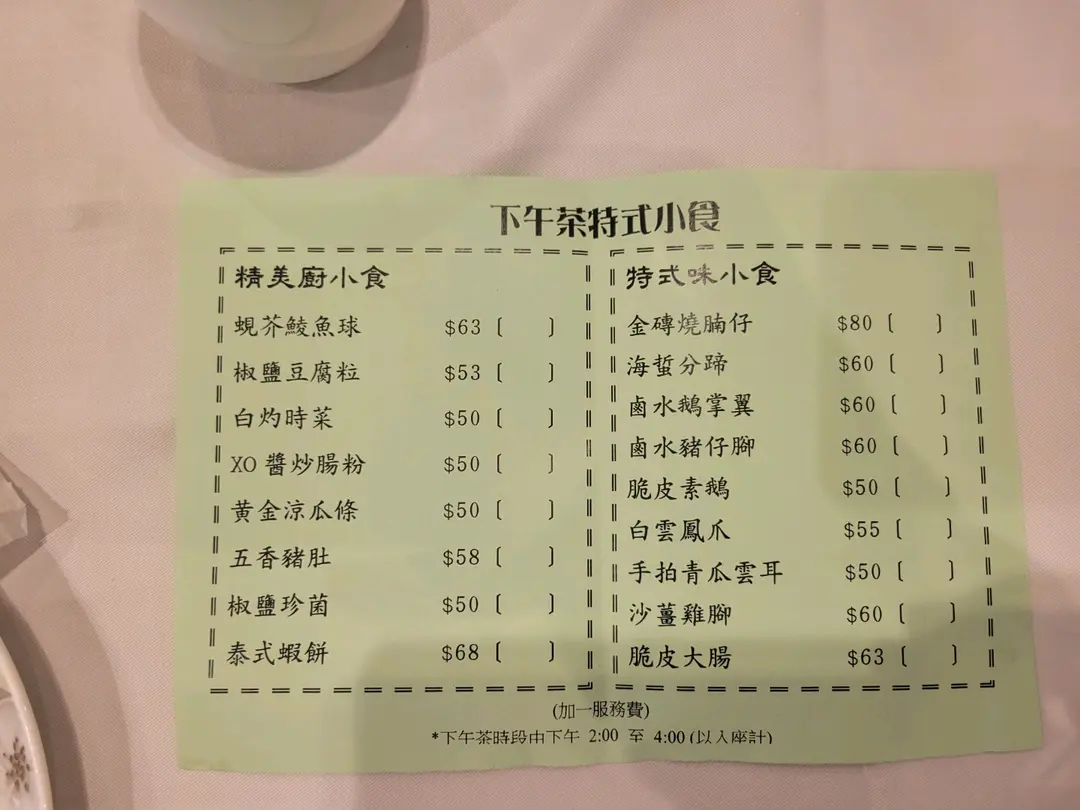 下午茶特式小食
精美廚小食
蜆芥鯪魚球 $63 [ ]
椒鹽豆腐粒 $53 [ ]
白灼時菜 $50 [ ]
XO 醬炒腸粉 $50 [ ]
黄金涼瓜條 $50 [ ]
五香豬肚 $58 [ ]
椒鹽珍菌 $50 [ ]
泰式蝦餅 $68 [ ]
特式味小食
金磚燒腩仔 $80 [ ]
海蜇分蹄 $60 [ ]
鹵水鵝掌翼 $60 [ ]
鹵水豬仔腳 $60 [ ]
脆皮素鵝 $50 [ ]
白雲鳳爪 $55 [ ]
手拍青瓜雲耳 $50 [ ]
沙薑雞腳 $60 [ ]
脆皮大腸 $63 [ ]
(加一服務費)
*下午茶時段由下午 2:00 至 4:00 (以入座計)